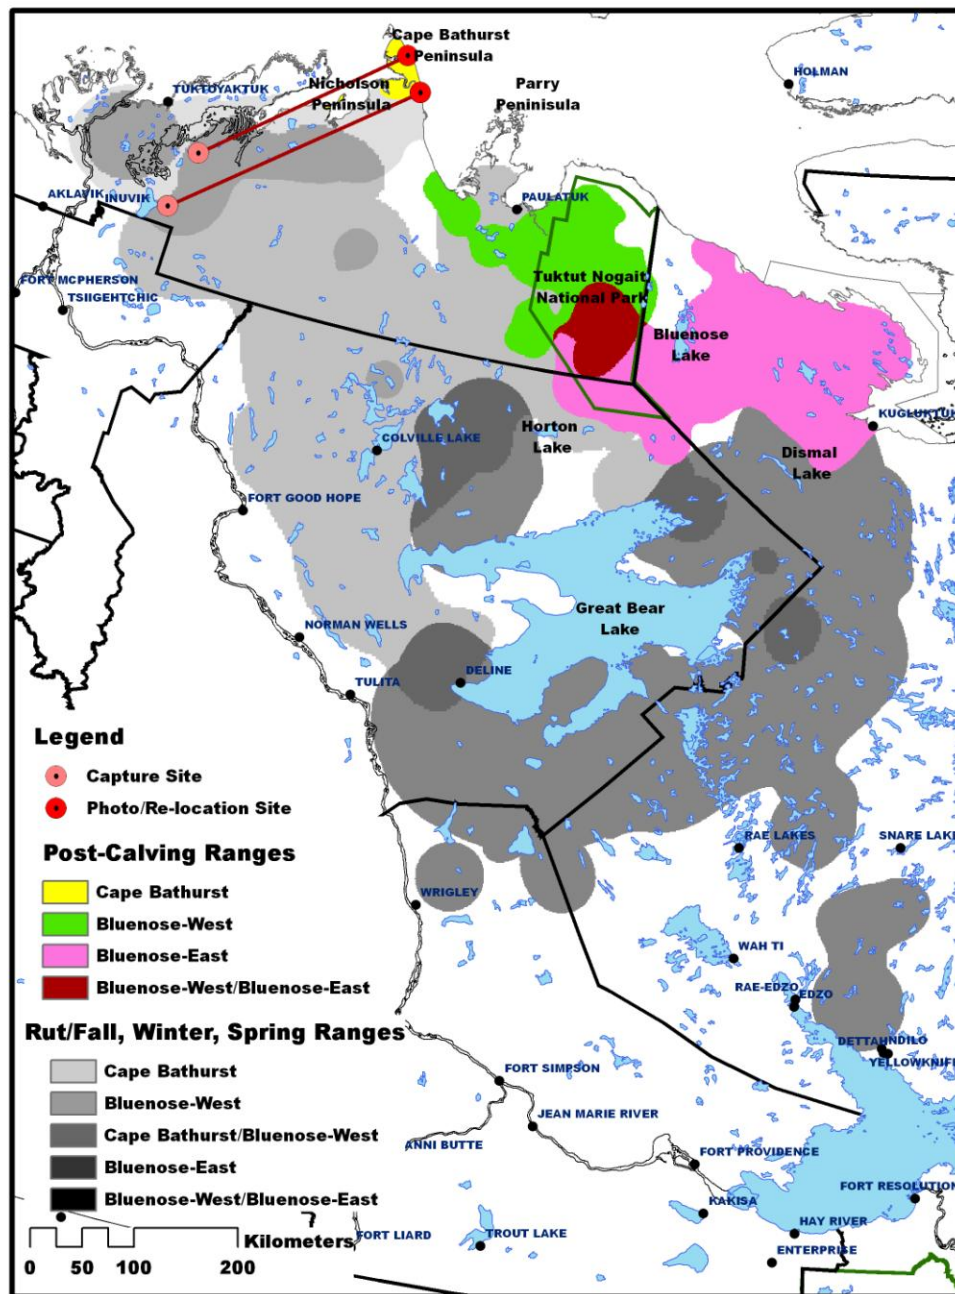 Cape Bathurst
Peninsula
HOLMAN
TUKTOYAKTUK
Nicholson
Peninsula
Parry
Peninisula
AKLAVIK
INUVIK
PAULATUK
FORT MCPHERSON
TSIIGEHTCHIC
Tuktut Nogait
National Park
Bluenose
Lake
KUGLUKTUK
Horton
Lake
COLVILLE LAKE
Dismal
Lake
FORT GOOD HOPE
Great Bear
Lake
NORMAN WELLS
DELINE
TULITA
Legend
Capture Site
Photo/Re-location Site
RAE LAKES
SNARE LAKE
Post-Calving Ranges
Cape Bathurst
WRIGLEY
Bluenose-West
Bluenose-East
WAH TI
Bluenose-West/Bluenose-East
RAE-EDZO
EDZO
Rut/Fall, Winter, Spring Ranges
DETTAH
NDILO
YELLOWKNIFE
Cape Bathurst
FORT SIMPSON
Bluenose-West
JEAN MARIE RIVER
Cape Bathurst/Bluenose-West
ANNI BUTTE
FORT PROVIDENCE
Bluenose-East
FORT RESOLUTION
Bluenose-West/Bluenose-East
KAKISA
HAY RIVER
Kilometers
FORT LIARD
TROUT LAKE
ENTERPRISE
0 50 100 200